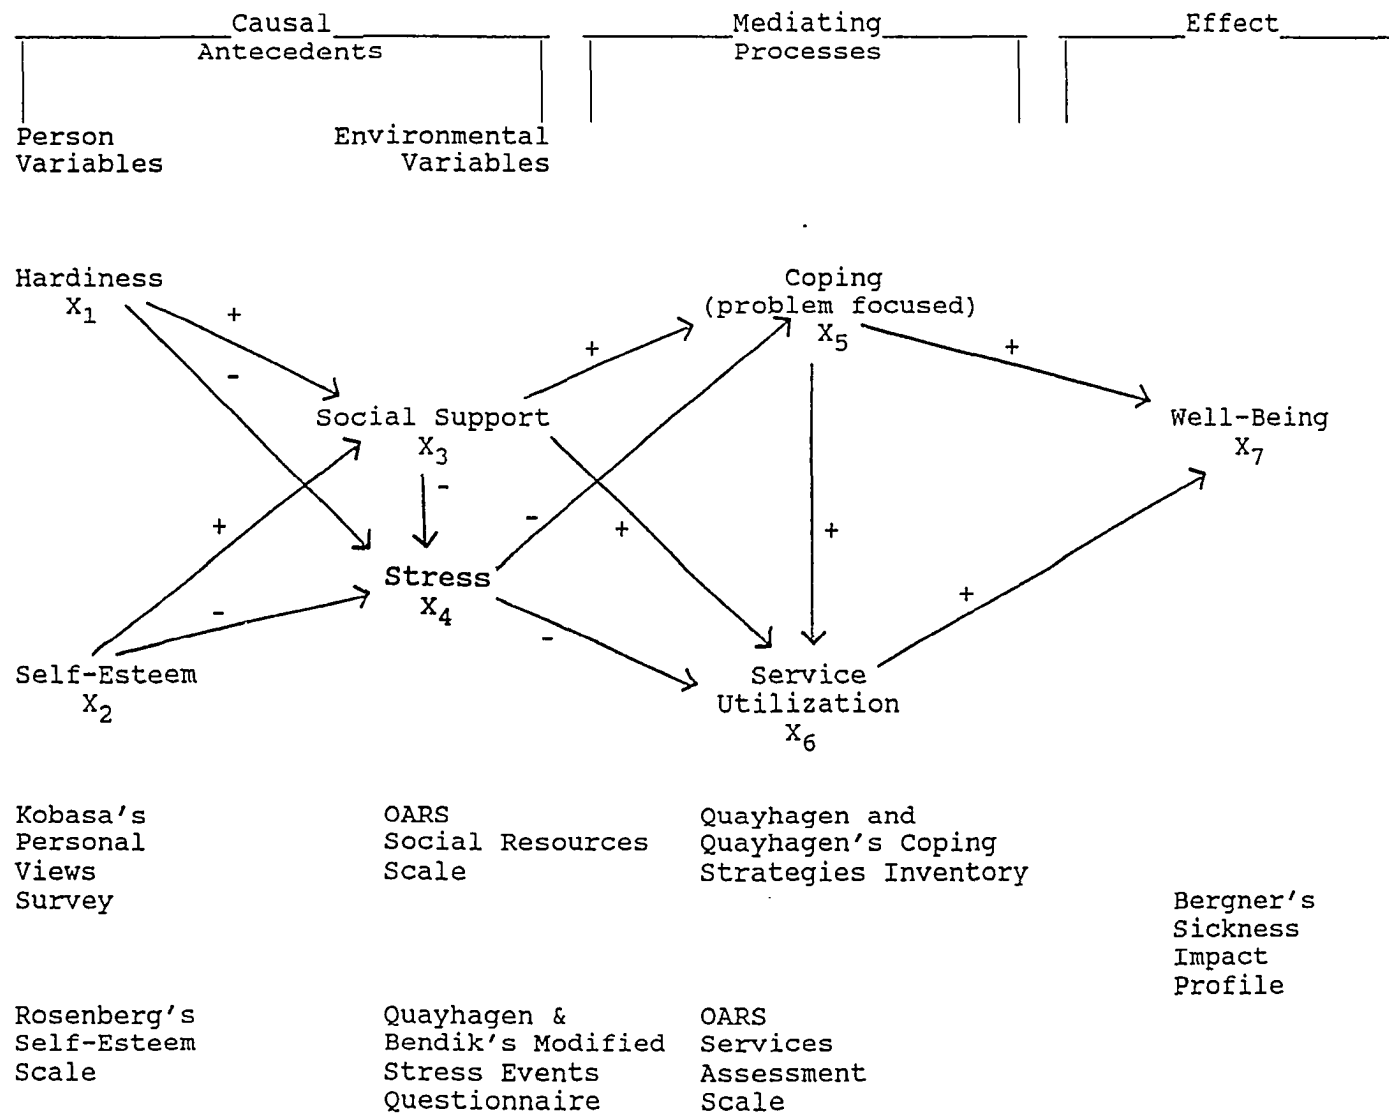 Causal
Antecedents
Mediating
Processes
Effect
Person
Variables
Environmental
Variables
Hardiness
X1
+
-
Coping
(problem focused)
X5
+
+
Social Support
X3
-
Well-Being
X7
+
-
+
+
Stress
X4
-
-
+
Self-Esteem
X2
Service
Utilization
X6
Kobasa's
Personal
Views
Survey
OARS
Social Resources
Scale
Quayhagen and
Quayhagen's Coping
Strategies Inventory
Bergner's
Sickness
Impact
Profile
Rosenberg's
Self-Esteem
Scale
Quayhagen &
Bendik's Modified
Stress Events
Questionnaire
OARS
Services
Assessment
Scale